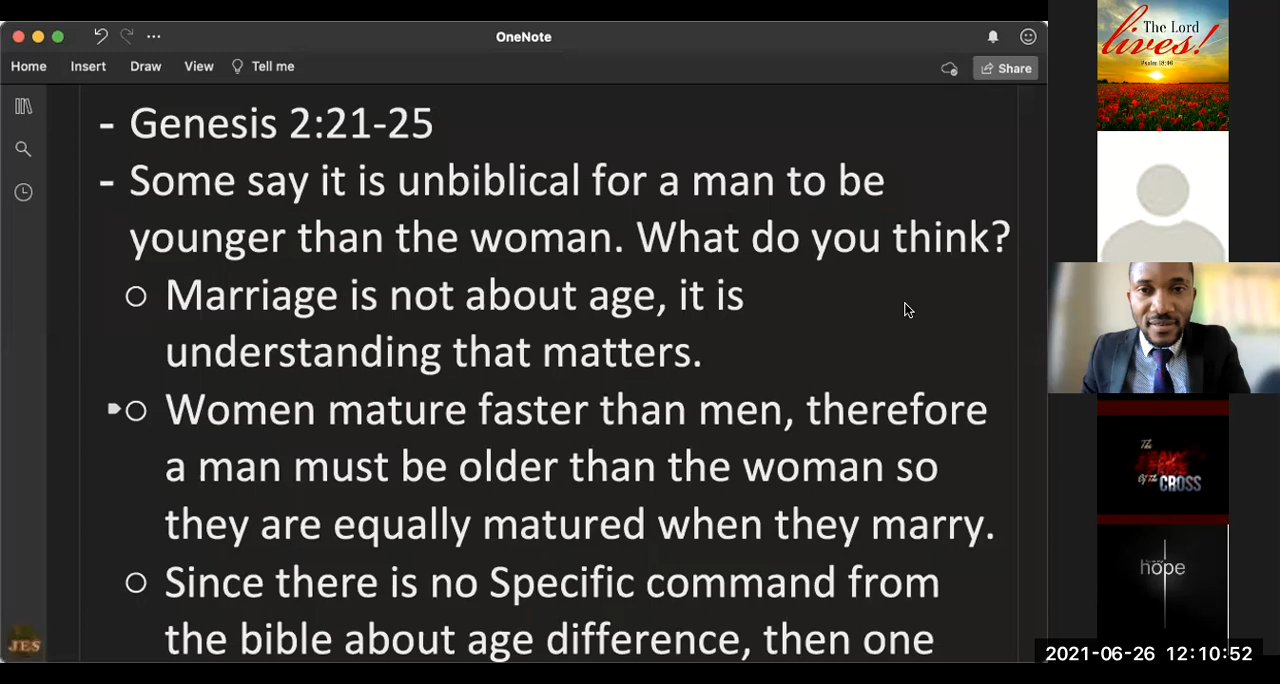 OneNote
Home Insert Draw View Tell me
Share
- Genesis 2:21-25
- Some say it is unbiblical for a man to be
younger than the woman. What do you think?
Marriage is not about age, it is
understanding that matters.
Women mature faster than men, therefore
a man must be older than the woman so
they are equally matured when they marry.
Since there is no Specific command from
the bible about age difference, then one
JES
The Lord
lives!
The
Of The CROSS
hope
2021-06-26 12:10:52